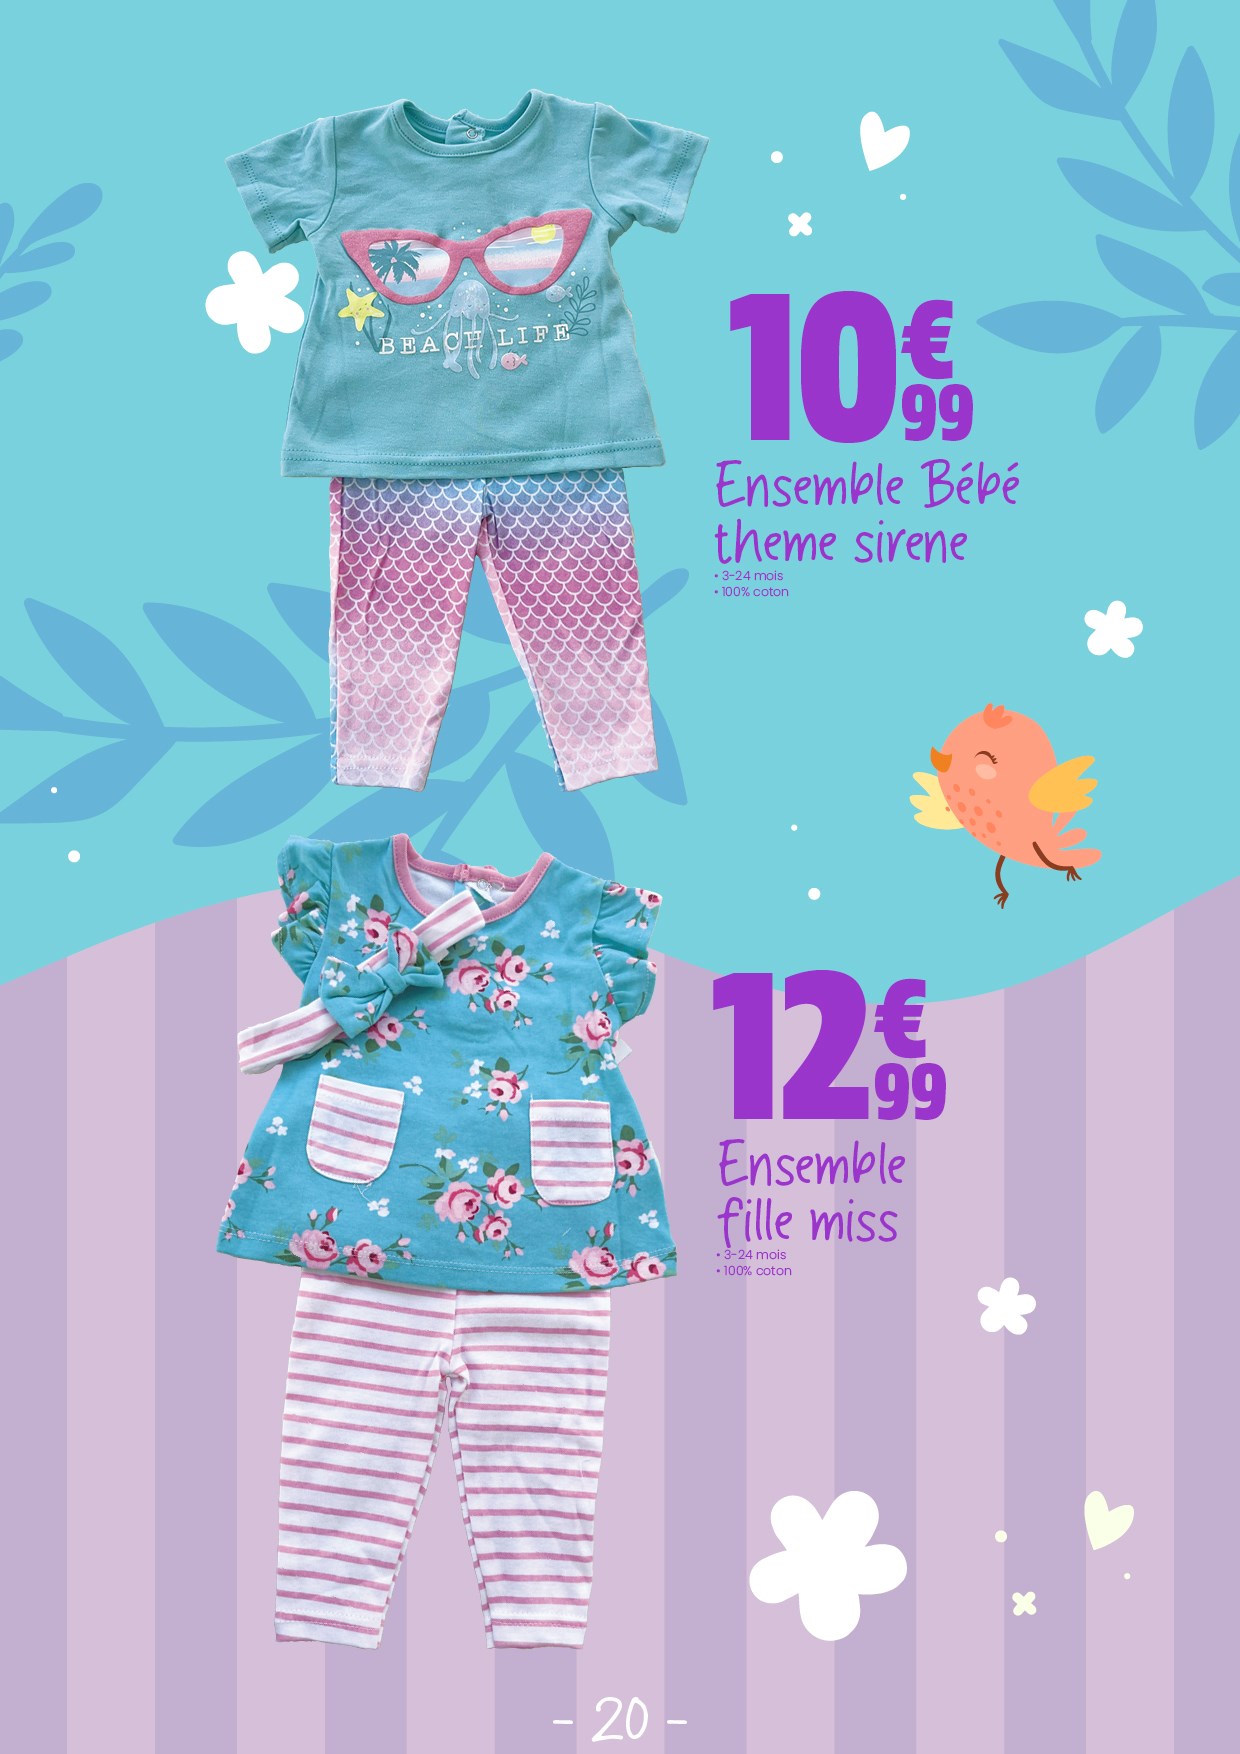 BEACH LIFE
10€99
Ensemble Bébé
theme sirene
• 3-24 mois
• 100% coton
12€99
Ensemble
fille miss
• 3-24 mois
• 100% coton
- 20 -